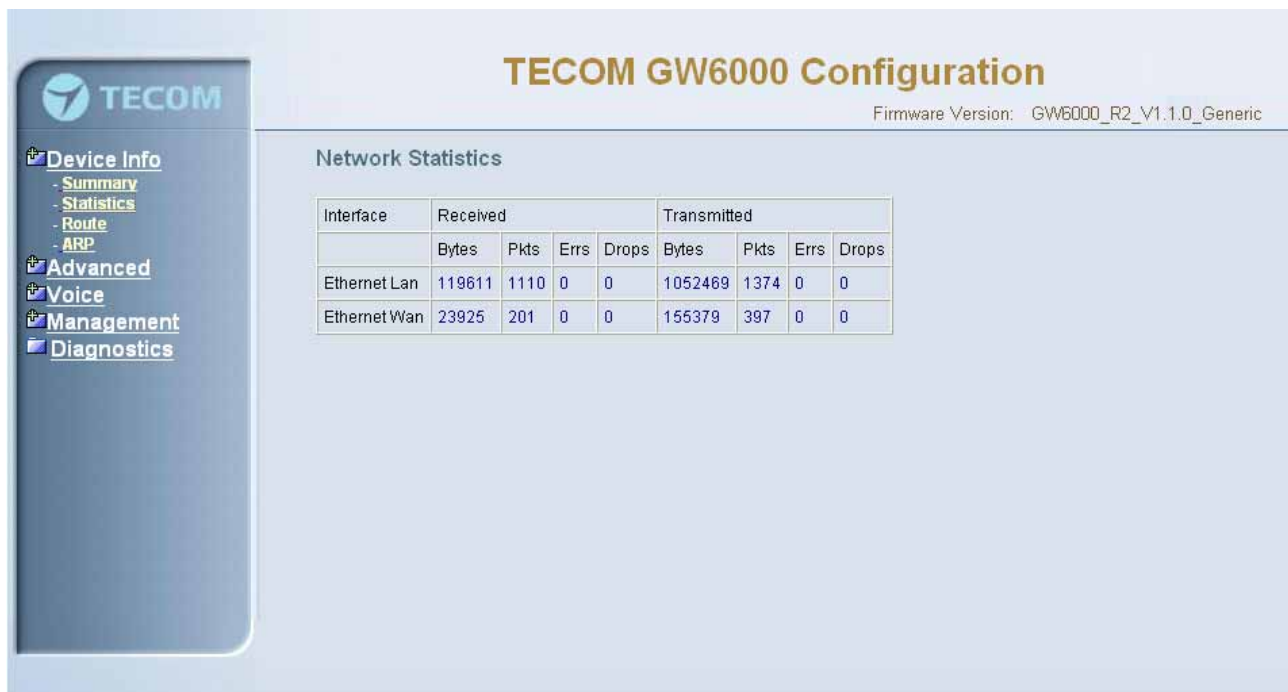 TECOM
TECOM GW6000 Configuration
Firmware Version: GW6000_R2_V1.1.0_Generic
Device Info
- Summary
- Statistics
- Route
- ARP
Advanced
Voice
Management
Diagnostics
Network Statistics
Interface Received Transmitted
Bytes Pkts Errs Drops Bytes Pkts Errs Drops
Ethernet Lan 119611 1110 0 0 1052469 1374 0 0
Ethernet Wan 23925 201 0 0 155379 397 0 0